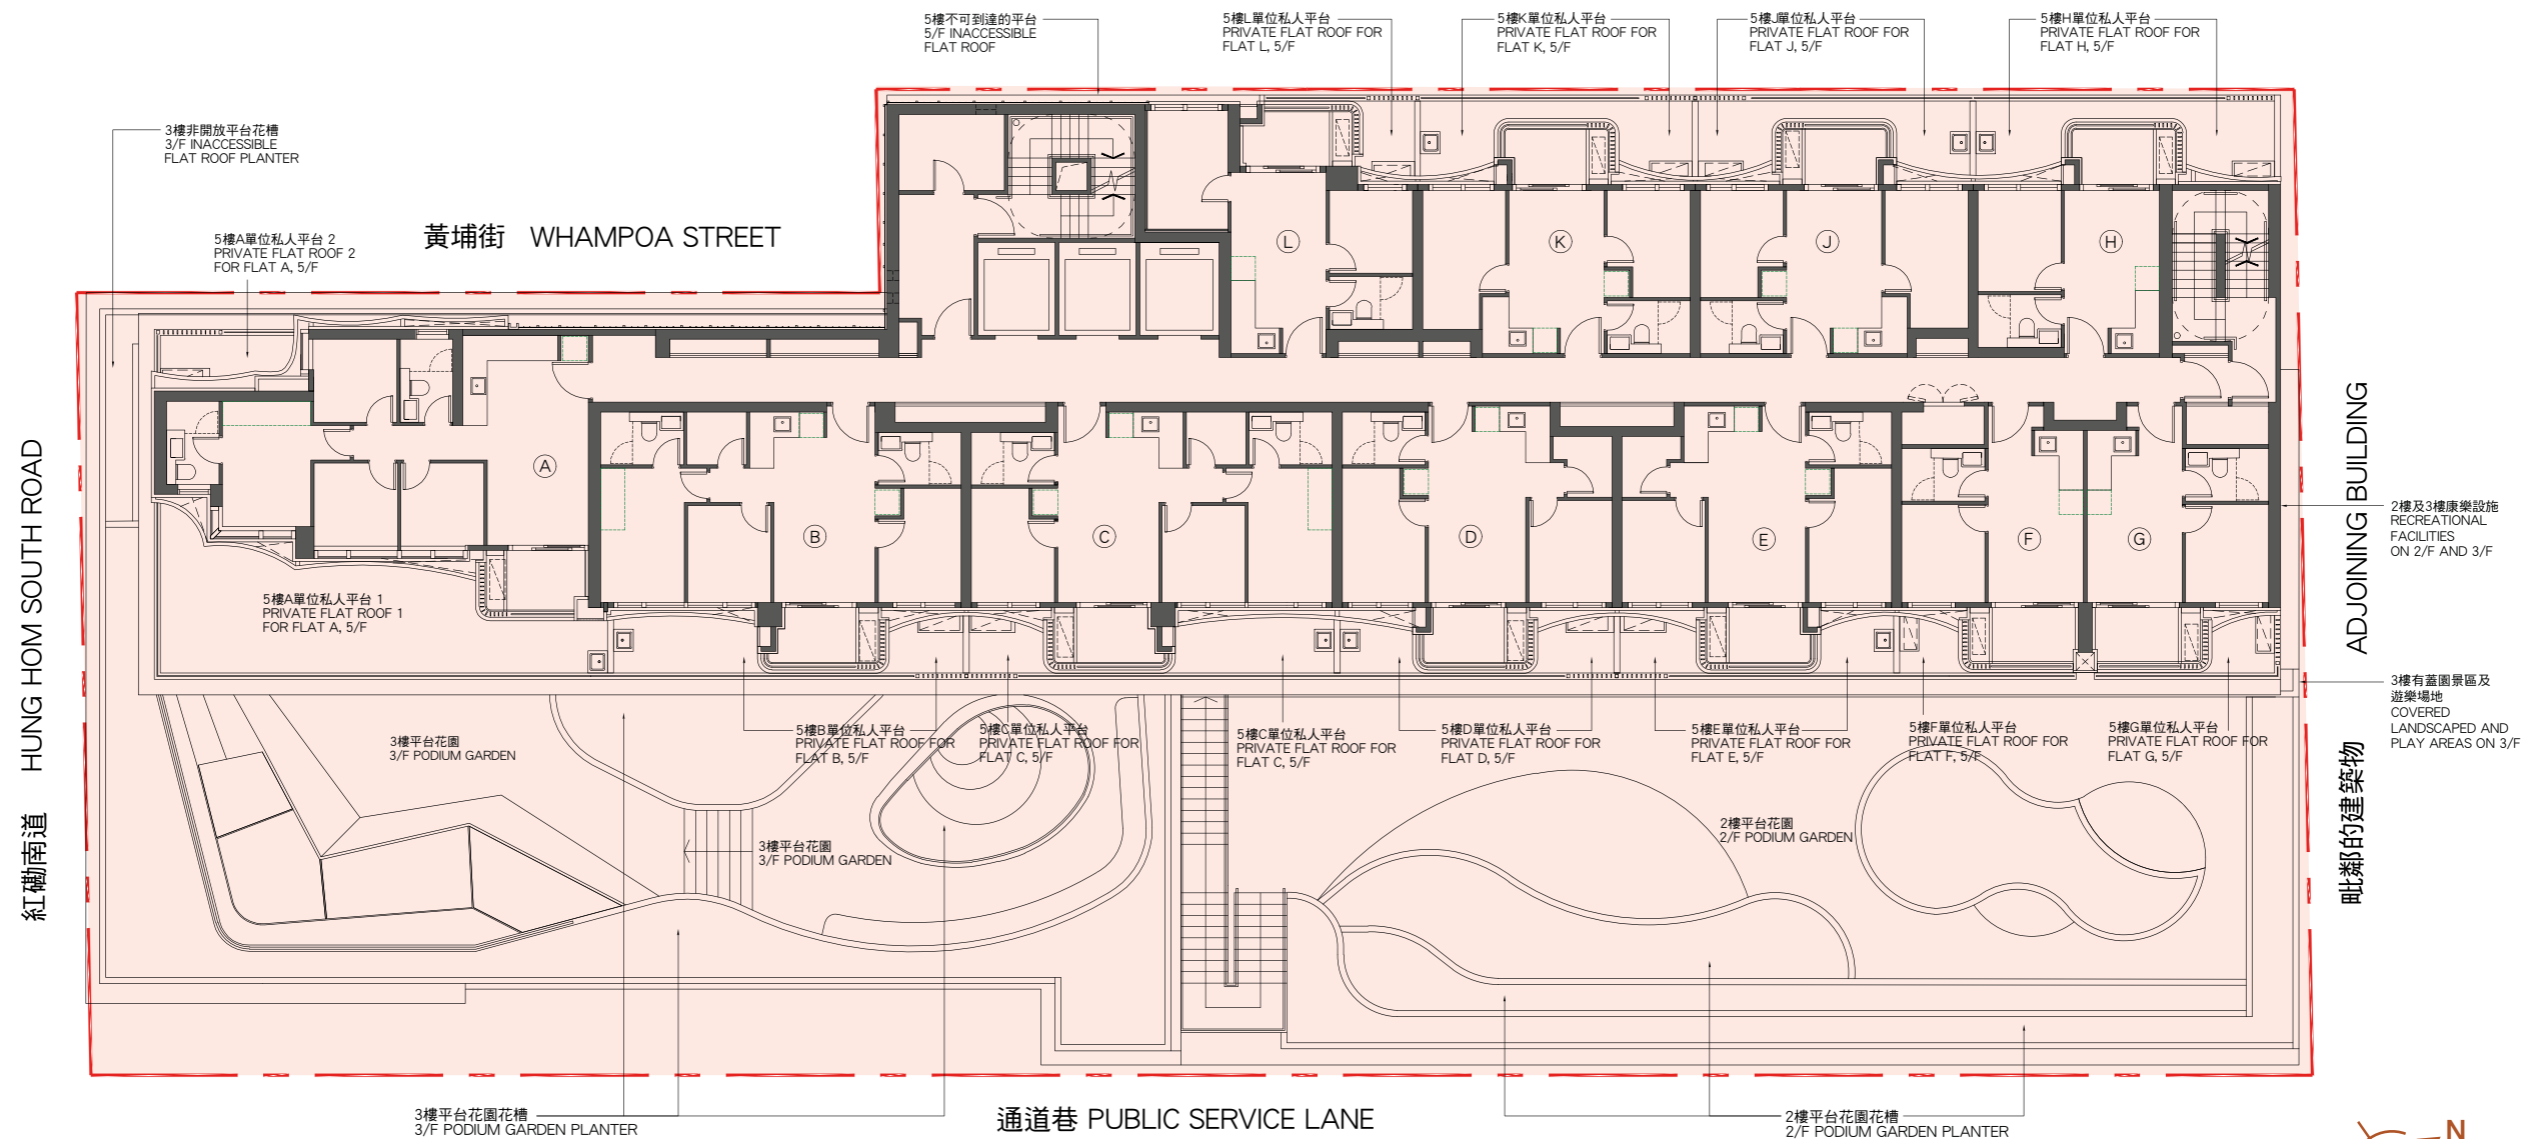 5樓不可到達的平台
5/F INACCESSIBLE
FLAT ROOF
5樓L單位私人平台
PRIVATE FLAT ROOF FOR
FLAT L, 5/F
5樓K單位私人平台
PRIVATE FLAT ROOF FOR
FLAT K, 5/F
5樓J單位私人平台
PRIVATE FLAT ROOF FOR
FLAT J, 5/F
5樓H單位私人平台
PRIVATE FLAT ROOF FOR
FLAT H, 5/F
3樓非開放平台花槽
3/F INACCESSIBLE
FLAT ROOF PLANTER
5樓A單位私人平台 2
PRIVATE FLAT ROOF 2
FOR FLAT A, 5/F
黃埔街 WHAMPOA STREET
L
K
J
H
A
B
C
D
E
F
G
紅磡南道 HUNG HOM SOUTH ROAD
ADJOINING BUILDING
毗鄰的建築物
2樓及3樓康樂設施
RECREATIONAL
FACILITIES
ON 2/F AND 3/F
5樓A單位私人平台 1
PRIVATE FLAT ROOF 1
FOR FLAT A, 5/F
3樓有蓋園景區及
遊樂場地
COVERED
LANDSCAPED AND
PLAY AREAS ON 3/F
3樓平台花園
3/F PODIUM GARDEN
5樓B單位私人平台
PRIVATE FLAT ROOF FOR
FLAT B, 5/F
5樓C單位私人平台
PRIVATE FLAT ROOF FOR
FLAT C, 5/F
5樓C單位私人平台
PRIVATE FLAT ROOF FOR
FLAT C, 5/F
5樓D單位私人平台
PRIVATE FLAT ROOF FOR
FLAT D, 5/F
5樓E單位私人平台
PRIVATE FLAT ROOF FOR
FLAT E, 5/F
5樓F單位私人平台
PRIVATE FLAT ROOF FOR
FLAT F, 5/F
5樓G單位私人平台
PRIVATE FLAT ROOF FOR
FLAT G, 5/F
3樓平台花園
3/F PODIUM GARDEN
2樓平台花園
2/F PODIUM GARDEN
3樓平台花園花槽
3/F PODIUM GARDEN PLANTER
通道巷 PUBLIC SERVICE LANE
2樓平台花園花槽
2/F PODIUM GARDEN PLANTER
N